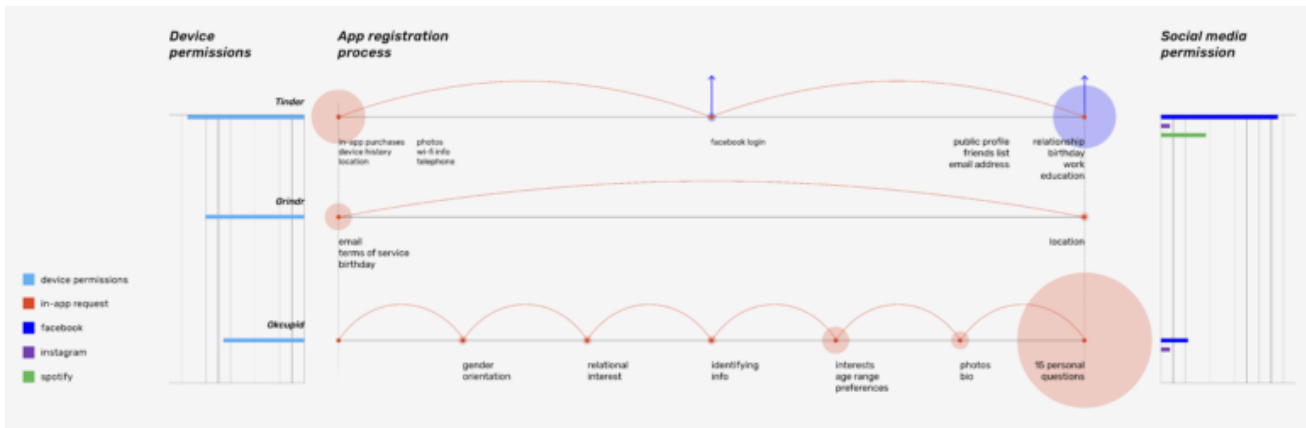 Device
permissions
App registration
process
Social media
permission
Tinder
in-app purchases
device history
location
photos
wi-fi info
telephone
facebook login
public profile
friends list
email address
relationship
birthday
work
education
Grindr
email
terms of service
birthday
location
device permissions
in-app request
facebook
instagram
spotify
Okcupid
gender
orientation
relational
interest
identifying
info
interests
age range
preferences
photos
bio
15 personal
questions